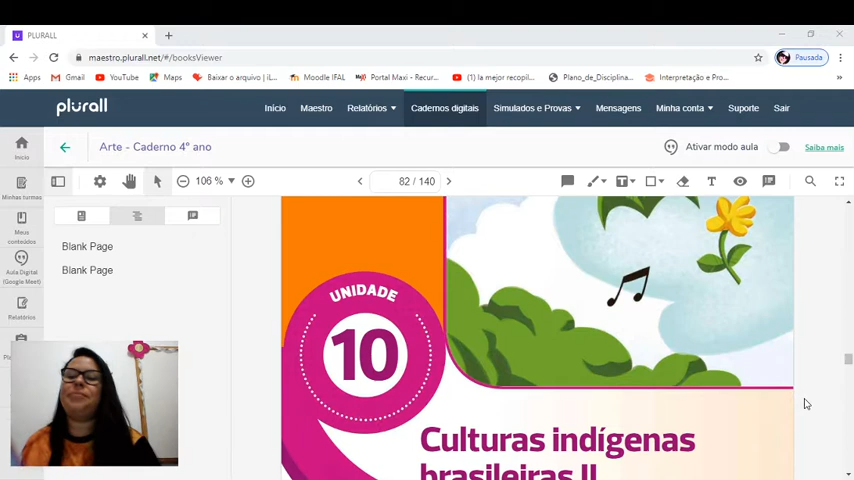 PLURALL
maestro.plurall.net/#/booksViewer
Pausada
Apps
Gmail
YouTube
Maps
Baixar o arquivo | iL...
Moodle IFAL
Portal Maxi - Recur...
(1) la mejor recopil...
Plano_de_Disciplina...
Interpretação e Pro...
plurall
Início
Maestro
Relatórios
Cadernos digitais
Simulados e Provas
Mensagens
Minha conta
Suporte
Sair
Início
Arte - Caderno 4º ano
Ativar modo aula
Saiba mais
Minhas turmas
106 %
82 / 140
Meus
conteúdos
Blank Page
Blank Page
Aula Digital
(Google Meet)
Relatórios
UNIDADE
10
Culturas indígenas
brasileiras II